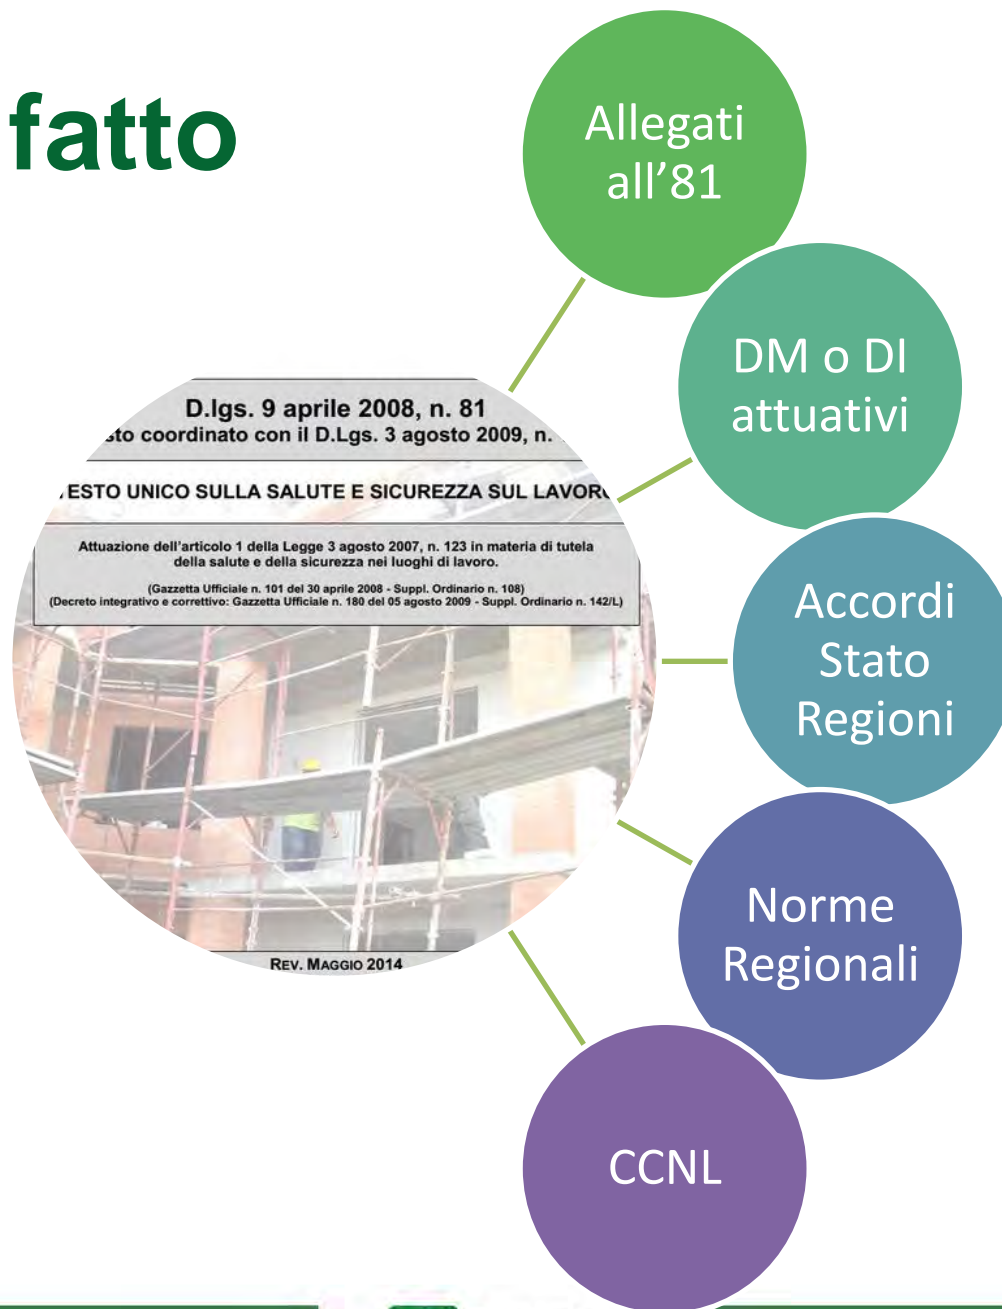 fatto
Allegati
all’81
DM o DI
attuativi
Accordi
Stato
Regioni
Norme
Regionali
CCNL
D.lgs. 9 aprile 2008, n. 81
coordinato con il D.Lgs. 3 agosto 2009, n.
UNICO SULLA SALUTE E SICUREZZA SUL
Attuazione dell'articolo 1 della Legge 3 agosto 2007, n. 123 in materia di tutela
della salute e della sicurezza nei luoghi di lavoro.
(Gazzetta Ufficiale n. 101 del 30 aprile 2008 - Suppl. Ordinario n. 108)
(Decreto integrativo e correttivo: Gazzetta Ufficiale n. 180 del 05 agosto 2009 - Suppl. Ordinario n. 142/L)
REV. MAGGIO 2014